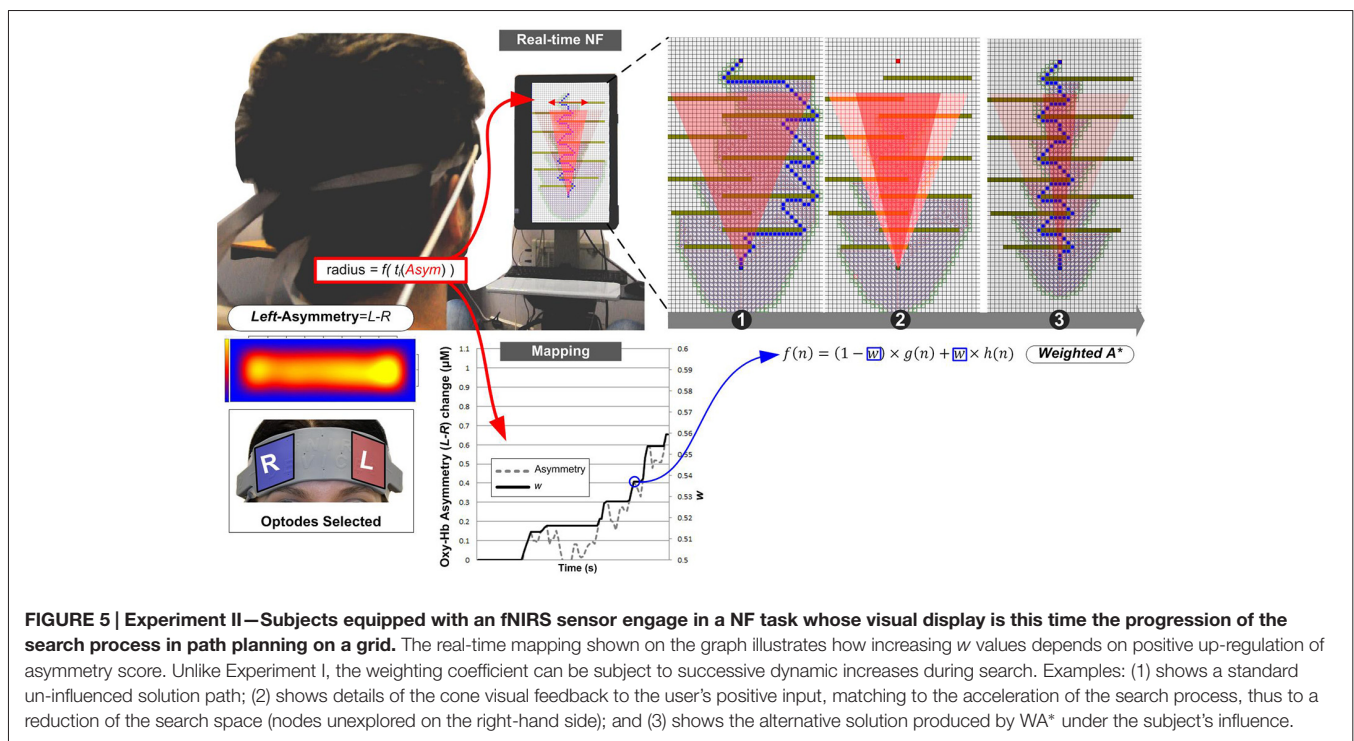 Real-time NF
radius = f( tᵢ(Asym) )
Left-Asymmetry=L-R
R
L
Optodes Selected
1
2
3
Mapping
Oxy-Hb Asymmetry (L-R) change (μM)
1.1
1
0.9
0.8
0.7
0.6
0.5
0.4
0.3
0.2
0.1
0
Asymmetry
w
Time (s)
0.6
0.59
0.58
0.57
0.56
0.55
0.54
0.53
0.52
0.51
0.5
w
f(n) = (1 − w) × g(n) + w × h(n)
Weighted A*
FIGURE 5 | Experiment II—Subjects equipped with an fNIRS sensor engage in a NF task whose visual display is this time the progression of the
search process in path planning on a grid. The real-time mapping shown on the graph illustrates how increasing w values depends on positive up-regulation of
asymmetry score. Unlike Experiment I, the weighting coefficient can be subject to successive dynamic increases during search. Examples: (1) shows a standard
un-influenced solution path; (2) shows details of the cone visual feedback to the user's positive input, matching to the acceleration of the search process, thus to a
reduction of the search space (nodes unexplored on the right-hand side); and (3) shows the alternative solution produced by WA* under the subject's influence.